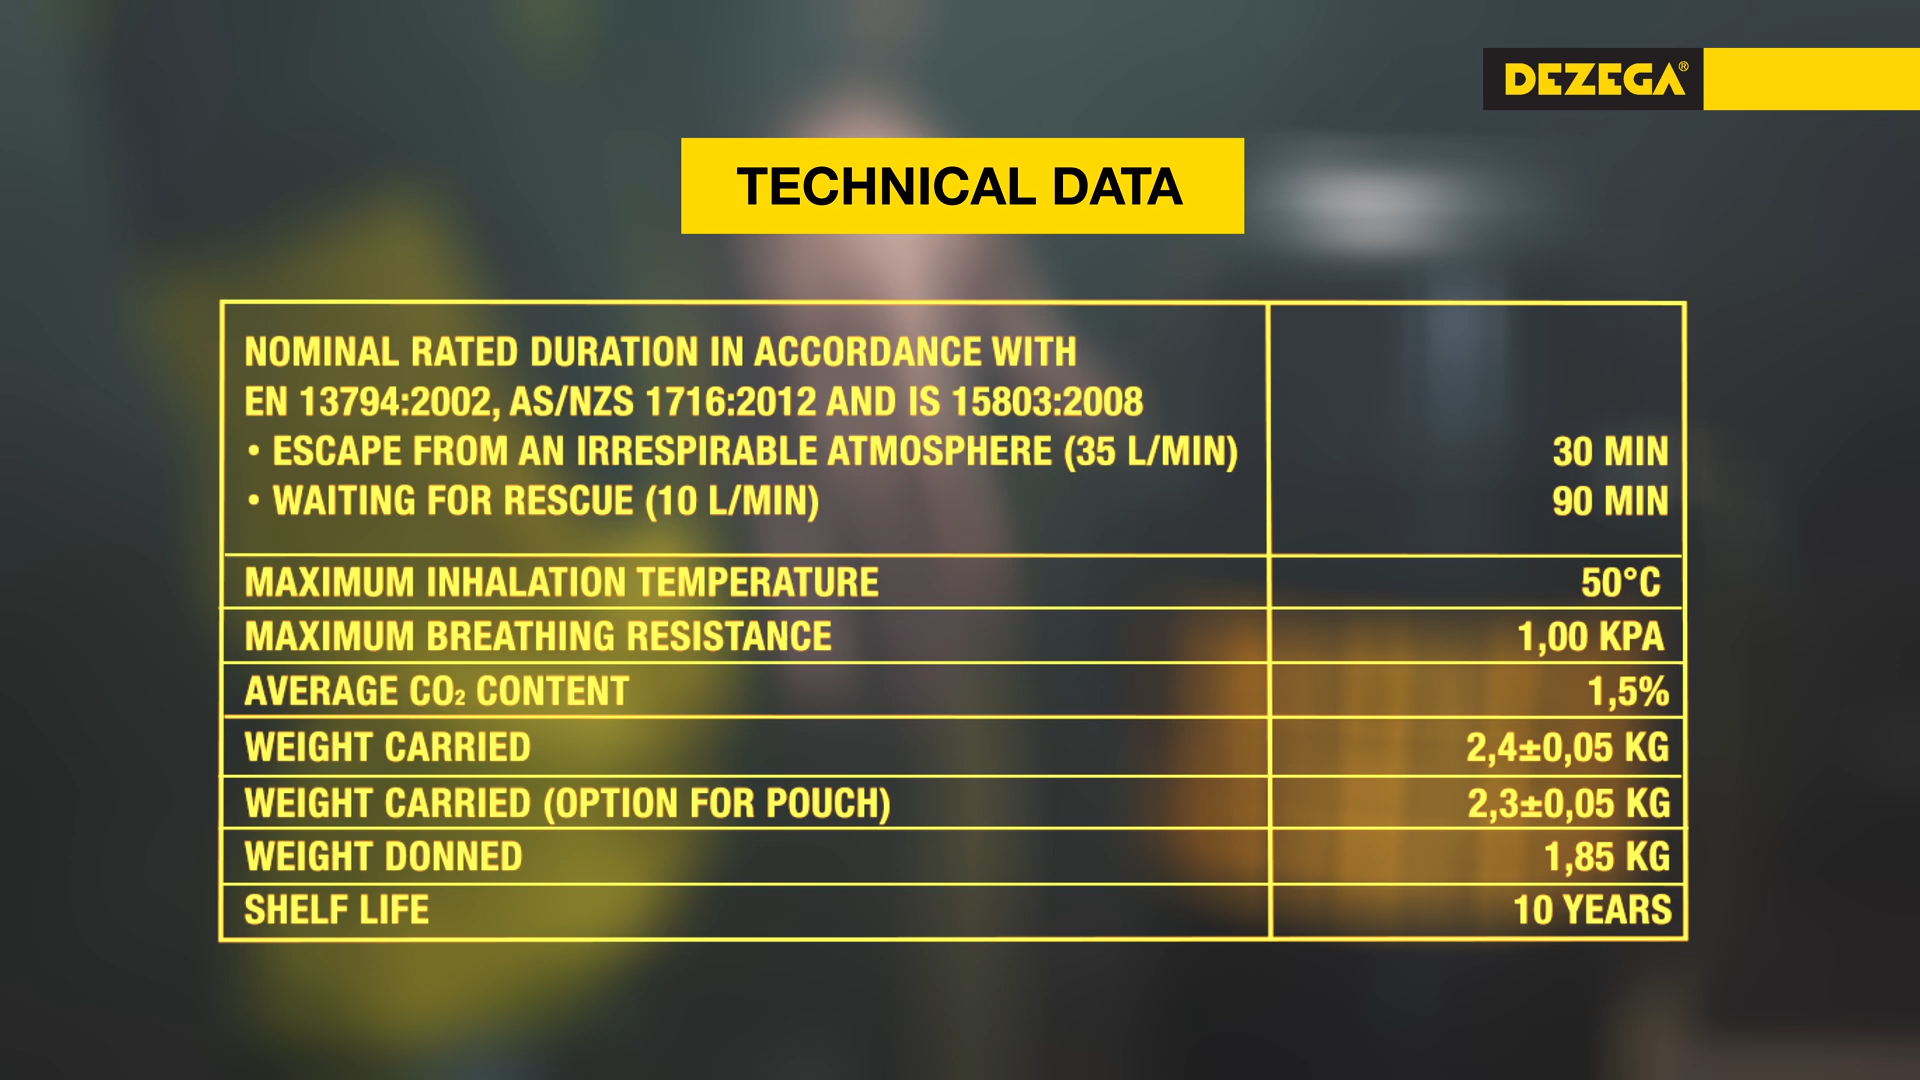 DEZEGA®
TECHNICAL DATA
NOMINAL RATED DURATION IN ACCORDANCE WITH
EN 13794:2002, AS/NZS 1716:2012 AND IS 15803:2008
• ESCAPE FROM AN IRRESPIRABLE ATMOSPHERE (35 L/MIN) 30 MIN
• WAITING FOR RESCUE (10 L/MIN) 90 MIN
MAXIMUM INHALATION TEMPERATURE 50°C
MAXIMUM BREATHING RESISTANCE 1,00 KPA
AVERAGE CO₂ CONTENT 1,5%
WEIGHT CARRIED 2,4±0,05 KG
WEIGHT CARRIED (OPTION FOR POUCH) 2,3±0,05 KG
WEIGHT DONNED 1,85 KG
SHELF LIFE 10 YEARS